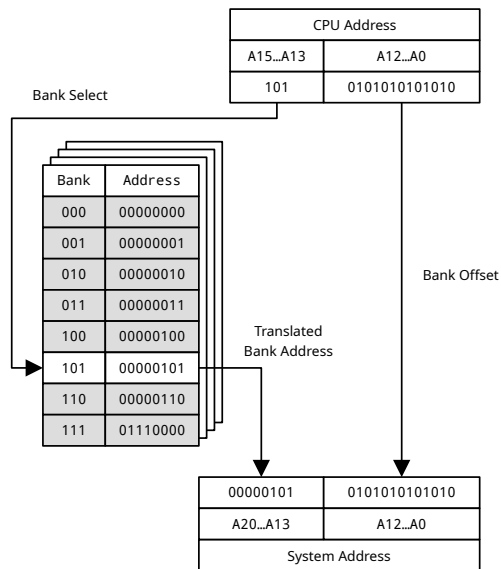 CPU Address
A15…A13 A12…A0
101 0101010101010
Bank Select
Bank Address
000 00000000
001 00000001
010 00000010
011 00000011
100 00000100
101 00000101
110 00000110
111 01110000
Bank Offset
Translated
Bank Address
00000101 0101010101010
A20…A13 A12…A0
System Address